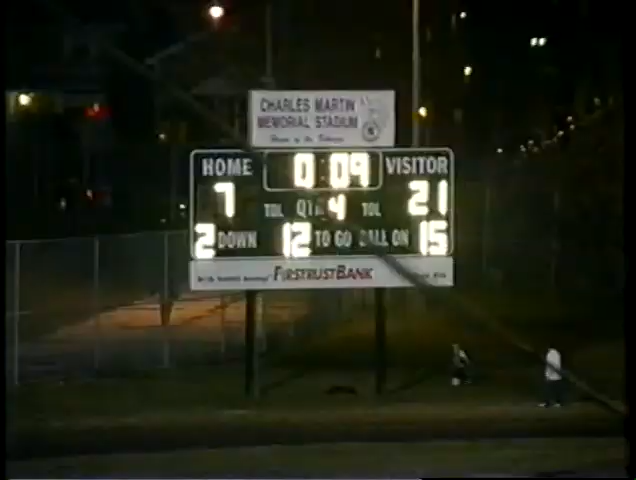 CHARLES MARTIN
MEMORIAL STADIUM
HOME 0:09 VISITOR
7 TOL QTR 4 TOL 21
2 DOWN 12 TO GO BALL ON 15
FIRSTRUST BANK